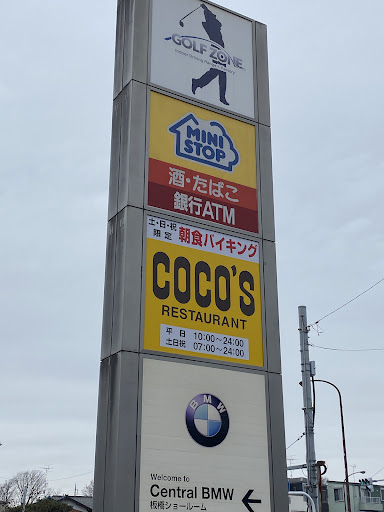 GOLF ZONE
MINI
STOP
酒・たばこ
銀行ATM
土・日・祝
限定
朝食バイキング
COCO'S
RESTAURANT
平日 10:00〜24:00
土日祝 07:00〜24:00
BMW
Welcome to
Central BMW
板橋ショールーム